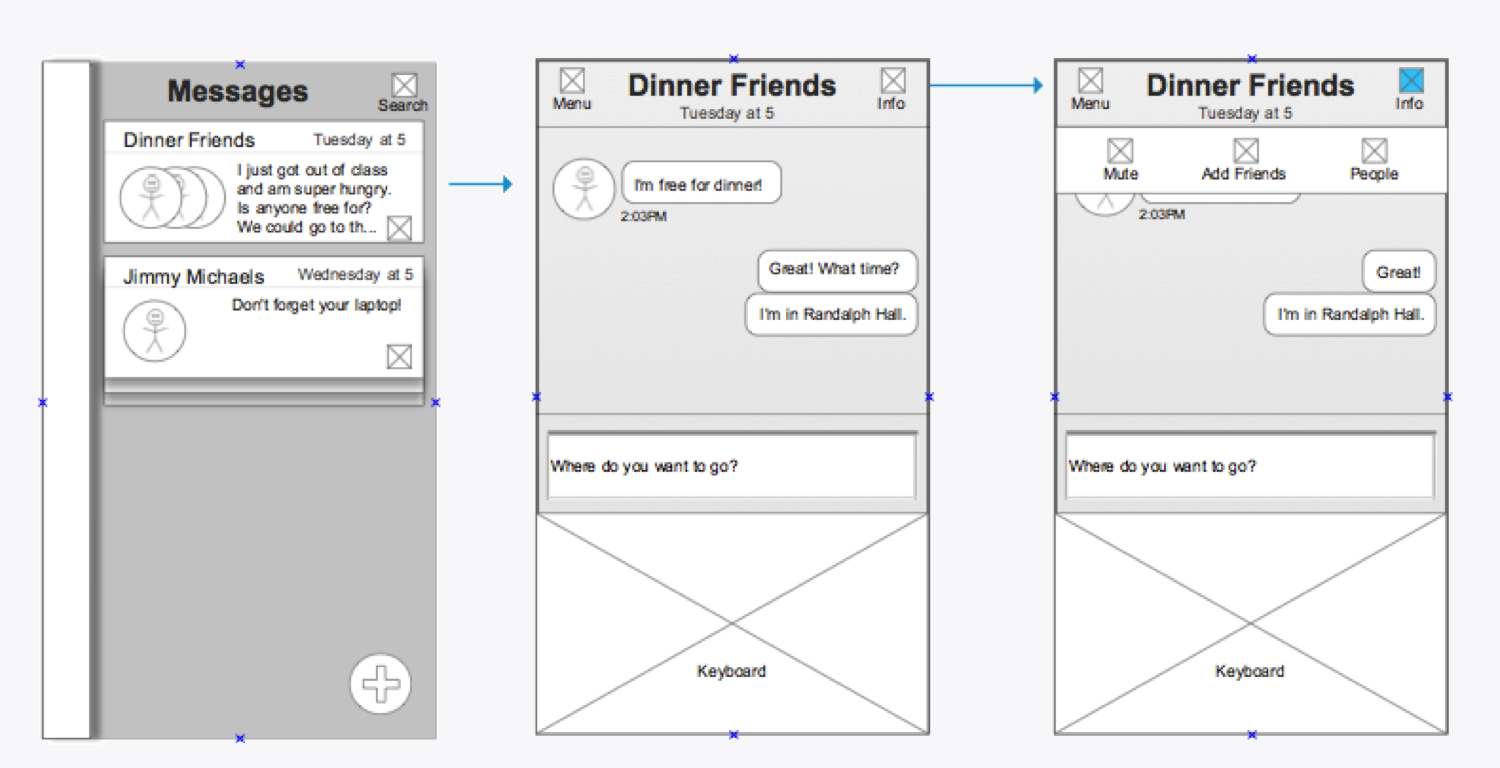 Messages
Search
Dinner Friends
Tuesday at 5
I just got out of class
and am super hungry.
Is anyone free for?
We could go to th...
Jimmy Michaels
Wednesday at 5
Don't forget your laptop!
Menu
Dinner Friends
Info
Tuesday at 5
I'm free for dinner!
2:03PM
Great! What time?
I'm in Randalph Hall.
Where do you want to go?
Keyboard
Menu
Dinner Friends
Info
Tuesday at 5
Mute
Add Friends
People
2:03PM
Great!
I'm in Randalph Hall.
Where do you want to go?
Keyboard